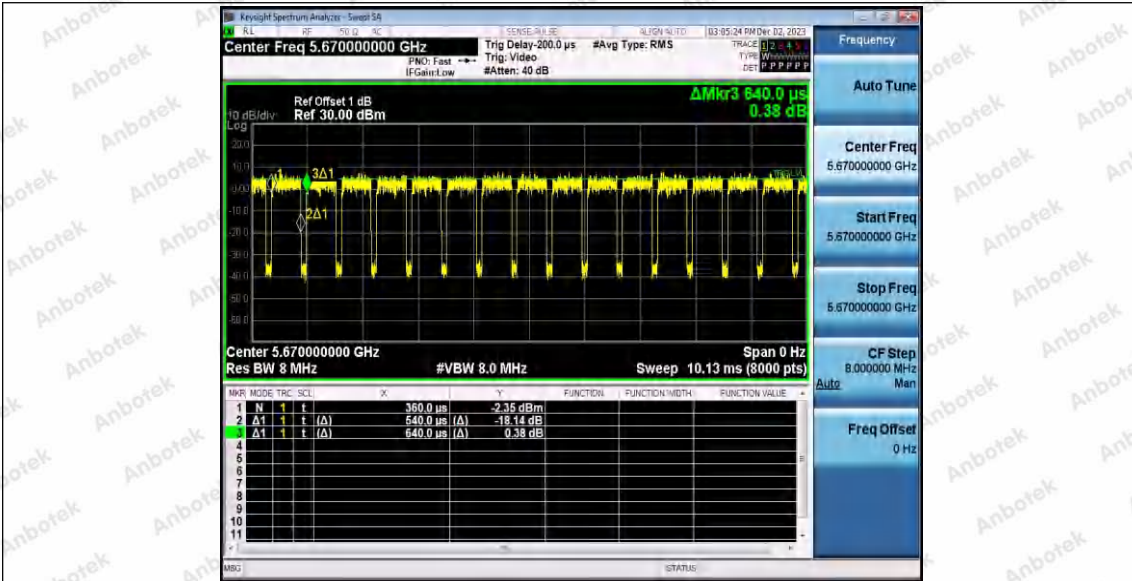 Keysight Spectrum Analyzer - Swept SA
RL RF 50 Ω AC SENSE:PULSE ALIGN AUTO 03:05:24 PM Dec 02, 2023
Center Freq 5.670000000 GHz
PNO: Fast
IFGain:Low
Trig Delay-200.0 µs
Trig: Video
#Atten: 40 dB
#Avg Type: RMS
TRACE 1 2 3 4 5
TYPE W
DET P P P P P P
ΔMkr3 640.0 µs
0.38 dB
Ref Offset 1 dB
Ref 30.00 dBm
10 dB/div
Log
20.0
10.0
0.00
-10.0
-20.0
-30.0
-40.0
-50.0
-60.0
1
3Δ1
2Δ1
Center 5.670000000 GHz
Span 0 Hz
Res BW 8 MHz
#VBW 8.0 MHz
Sweep 10.13 ms (8000 pts)
MKR MODE TRC SCL X Y FUNCTION FUNCTION WIDTH FUNCTION VALUE
1 N 1 t 360.0 µs -2.35 dBm
2 Δ1 1 t (Δ) 540.0 µs (Δ) -18.14 dB
3 Δ1 1 t (Δ) 640.0 µs (Δ) 0.38 dB
4
5
6
7
8
9
10
11
MSG
STATUS
Frequency
Auto Tune
Center Freq
5.670000000 GHz
Start Freq
5.670000000 GHz
Stop Freq
5.670000000 GHz
CF Step
8.000000 MHz
Auto Man
Freq Offset
0 Hz
Anbotek